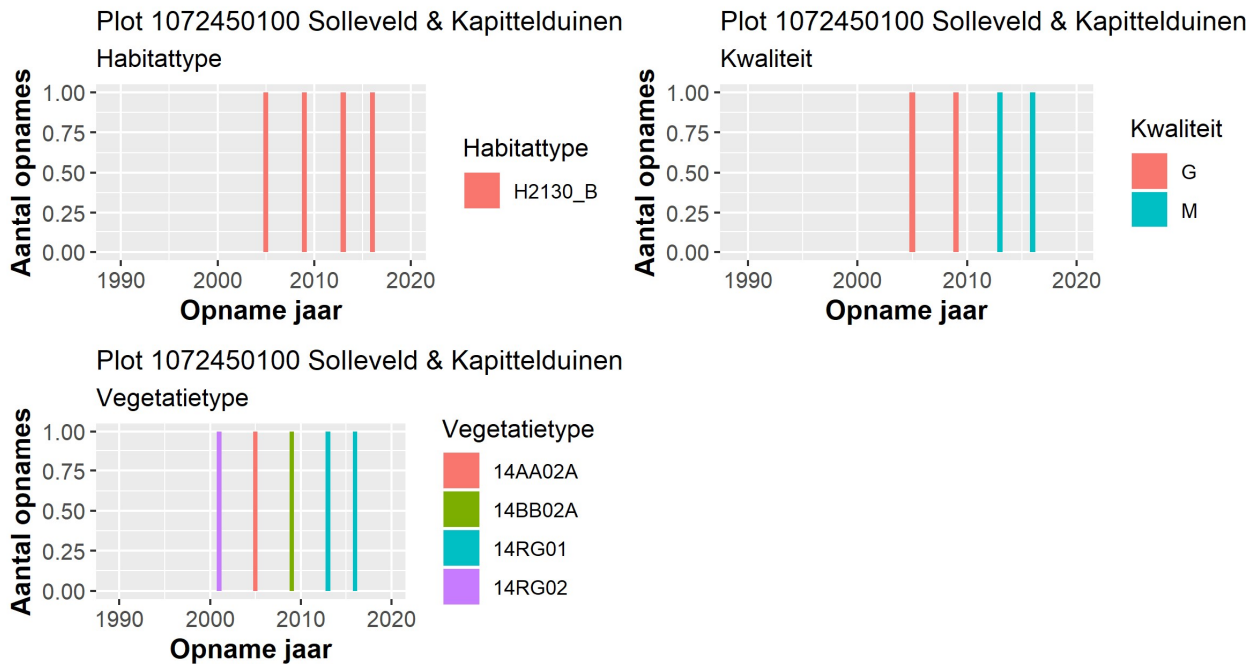 Plot 1072450100 Solleveld & Kapittelduinen
Habitattype
Aantal opnames
1.00
0.75
0.50
0.25
0.00
1990
2000
2010
2020
Opname jaar
Habitattype
H2130_B
Plot 1072450100 Solleveld & Kapittelduinen
Kwaliteit
Aantal opnames
1.00
0.75
0.50
0.25
0.00
1990
2000
2010
2020
Opname jaar
Kwaliteit
G
M
Plot 1072450100 Solleveld & Kapittelduinen
Vegetatietype
Aantal opnames
1.00
0.75
0.50
0.25
0.00
1990
2000
2010
2020
Opname jaar
Vegetatietype
14AA02A
14BB02A
14RG01
14RG02